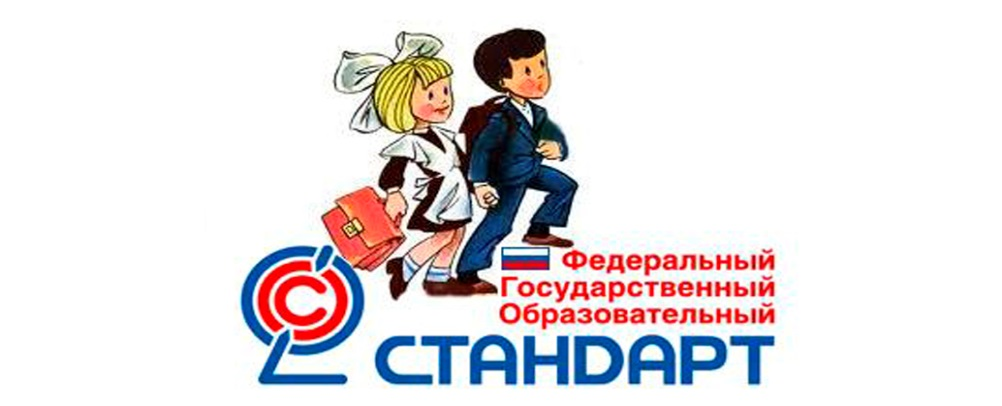 Федеральный
Государственный
Образовательный
СТАНДАРТ